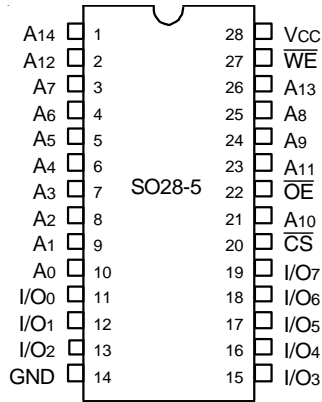 A14 1 28 VCC
A12 2 27 WE
A7 3 26 A13
A6 4 25 A8
A5 5 24 A9
A4 6 23 A11
A3 7 SO28-5 22 OE
A2 8 21 A10
A1 9 20 CS
A0 10 19 I/O7
I/O0 11 18 I/O6
I/O1 12 17 I/O5
I/O2 13 16 I/O4
GND 14 15 I/O3